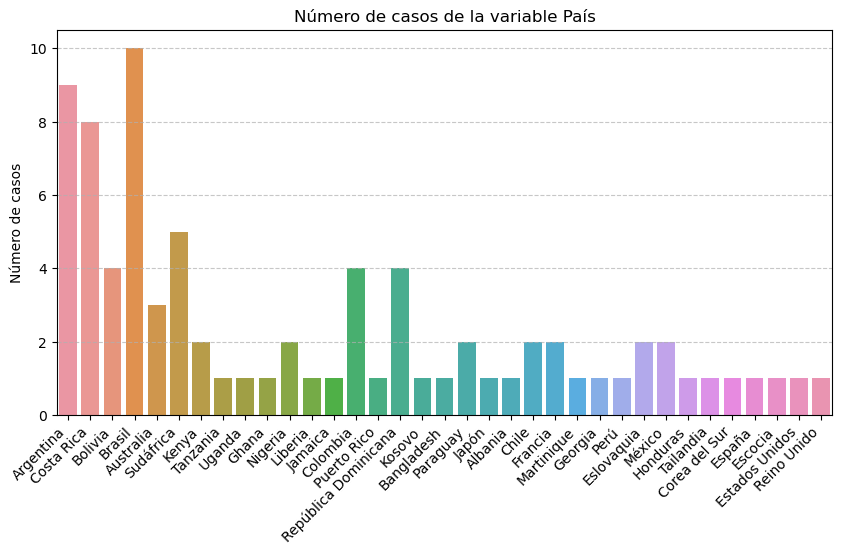 Número de casos de la variable País
Número de casos
10
8
6
4
2
0
Argentina
Costa Rica
Bolivia
Brasil
Australia
Sudáfrica
Kenya
Tanzania
Uganda
Ghana
Nigeria
Liberia
Jamaica
Colombia
Puerto Rico
República Dominicana
Kosovo
Bangladesh
Paraguay
Japón
Albania
Chile
Francia
Martinique
Georgia
Perú
Eslovaquia
México
Honduras
Tailandia
Corea del Sur
España
Escocia
Estados Unidos
Reino Unido